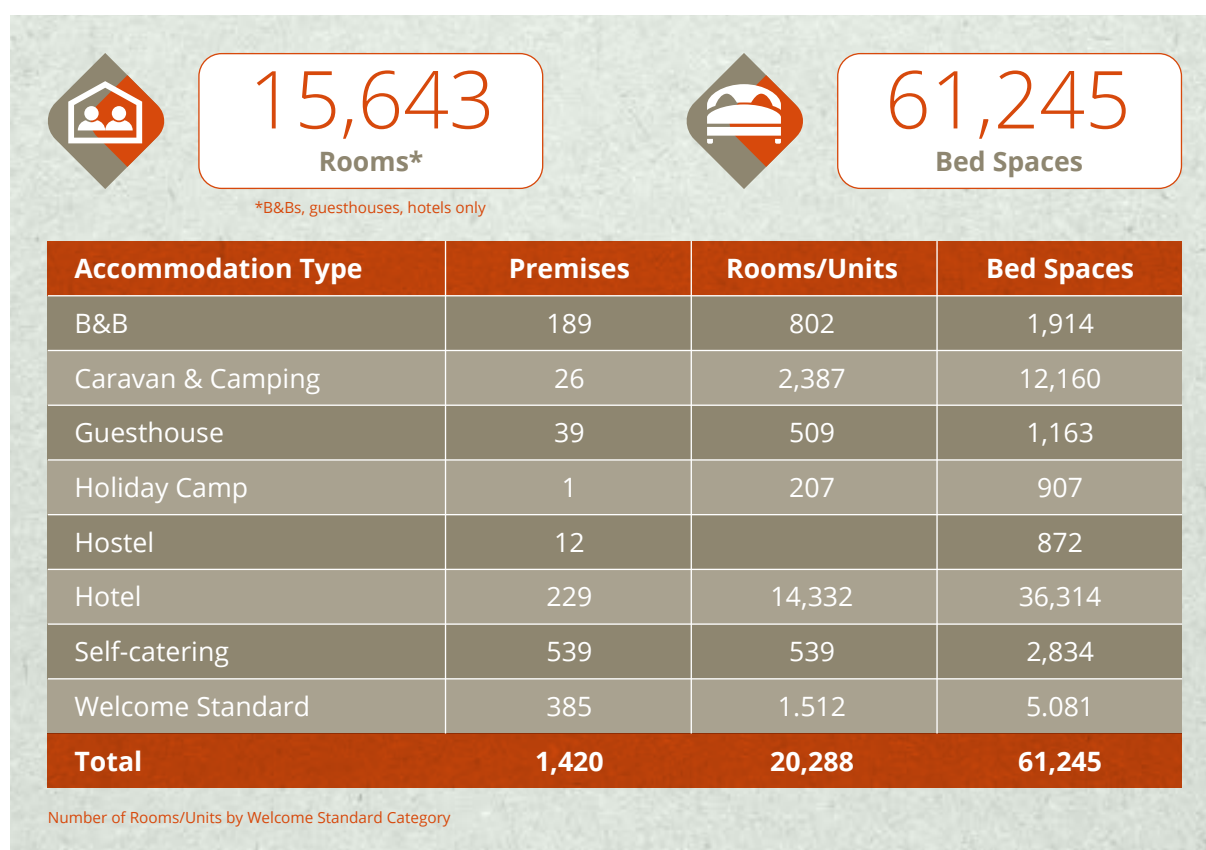 15,643
Rooms*
*B&Bs, guesthouses, hotels only
61,245
Bed Spaces
Accommodation Type Premises Rooms/Units Bed Spaces
B&B 189 802 1,914
Caravan & Camping 26 2,387 12,160
Guesthouse 39 509 1,163
Holiday Camp 1 207 907
Hostel 12 872
Hotel 229 14,332 36,314
Self-catering 539 539 2,834
Welcome Standard 385 1.512 5.081
Total 1,420 20,288 61,245
Number of Rooms/Units by Welcome Standard Category